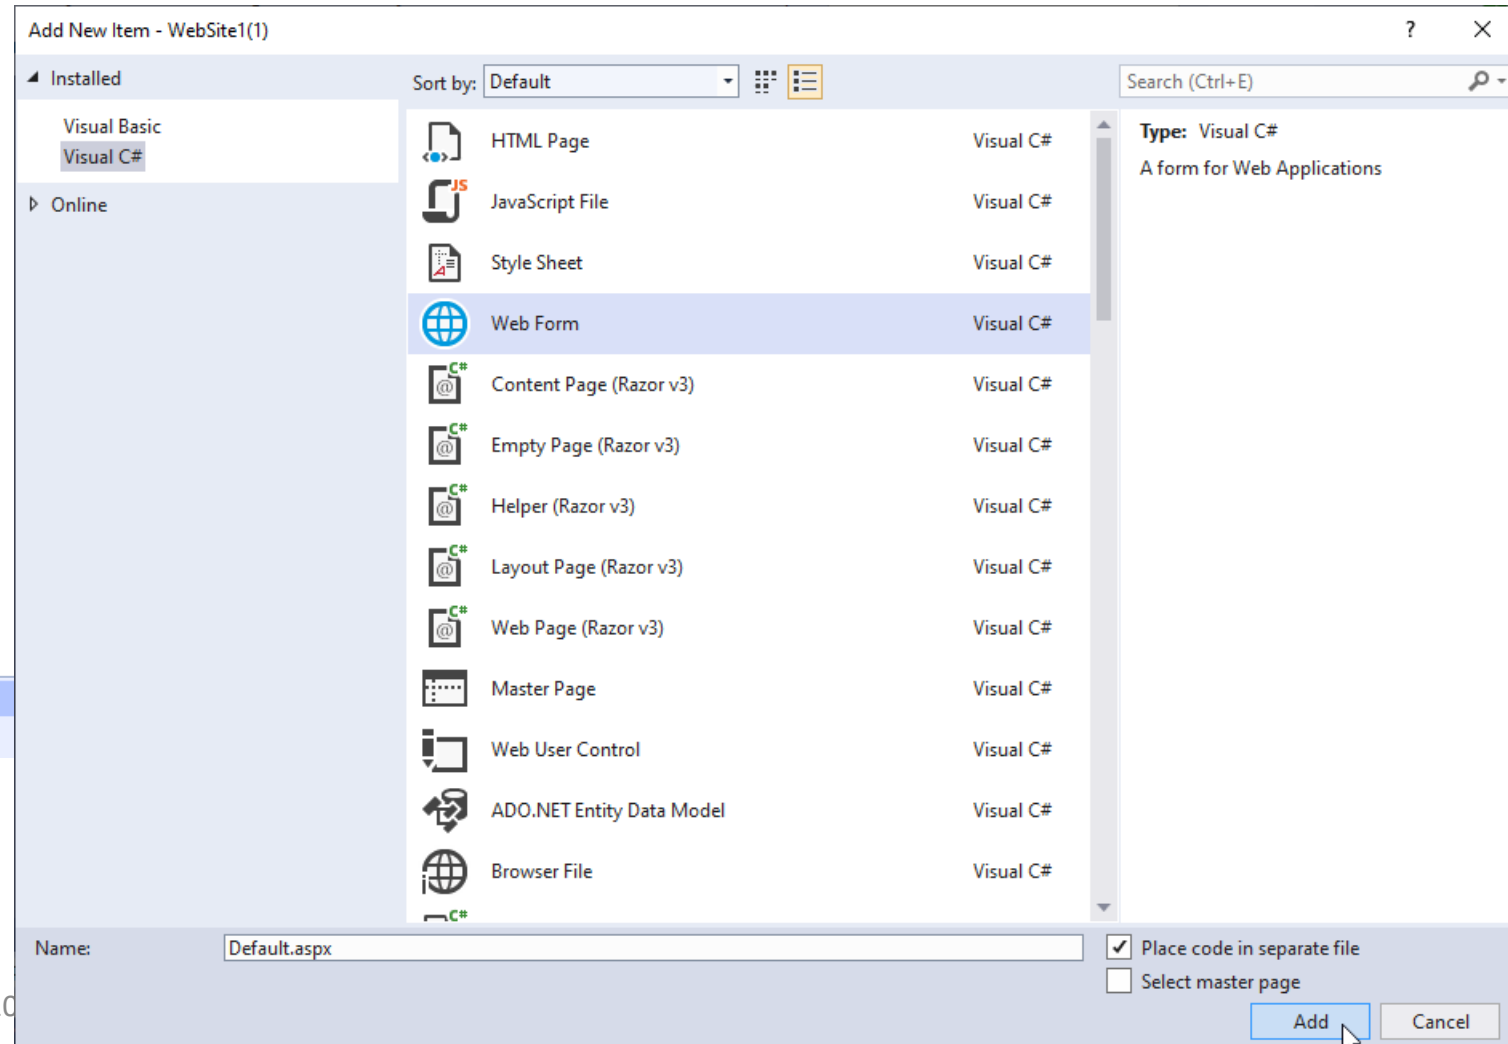 Add New Item - WebSite1(1)
?
Installed
Visual Basic
Visual C#
Online
Sort by: Default
Search (Ctrl+E)
HTML Page Visual C#
JavaScript File Visual C#
Style Sheet Visual C#
Web Form Visual C#
Content Page (Razor v3) Visual C#
Empty Page (Razor v3) Visual C#
Helper (Razor v3) Visual C#
Layout Page (Razor v3) Visual C#
Web Page (Razor v3) Visual C#
Master Page Visual C#
Web User Control Visual C#
ADO.NET Entity Data Model Visual C#
Browser File Visual C#
Type: Visual C#
A form for Web Applications
Name: Default.aspx
Place code in separate file
Select master page
Add Cancel